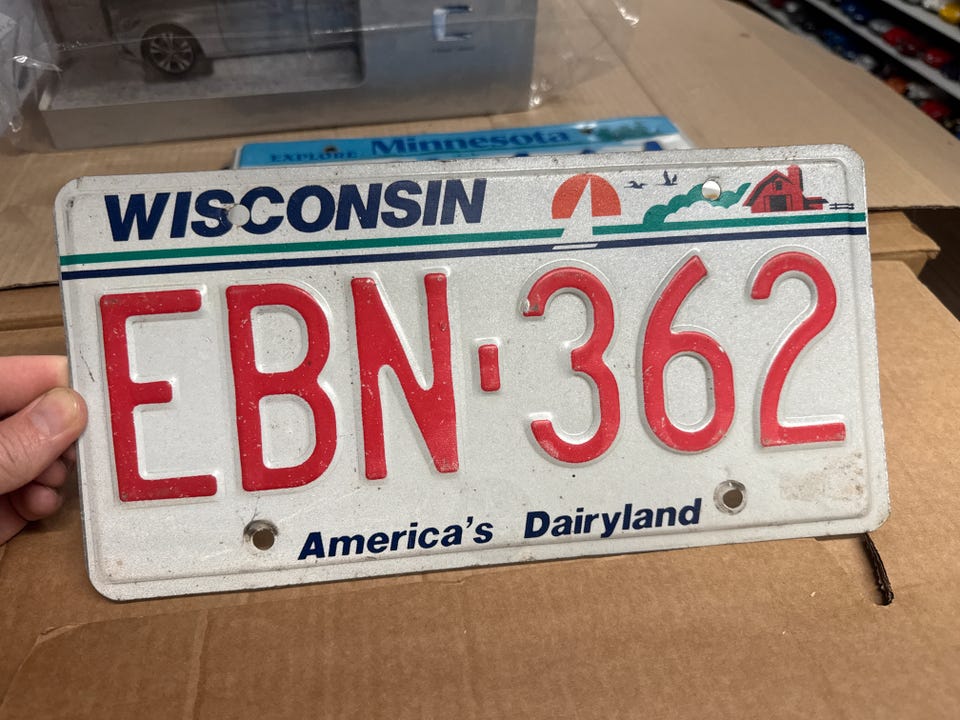 EXPLORE Minnesota
WISCONSIN
EBN-362
America's Dairyland